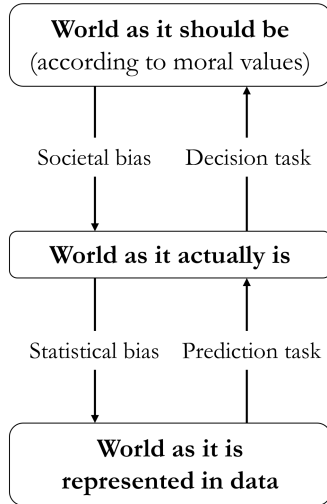 World as it should be
(according to moral values)
Societal bias
Decision task
World as it actually is
Statistical bias
Prediction task
World as it is
represented in data